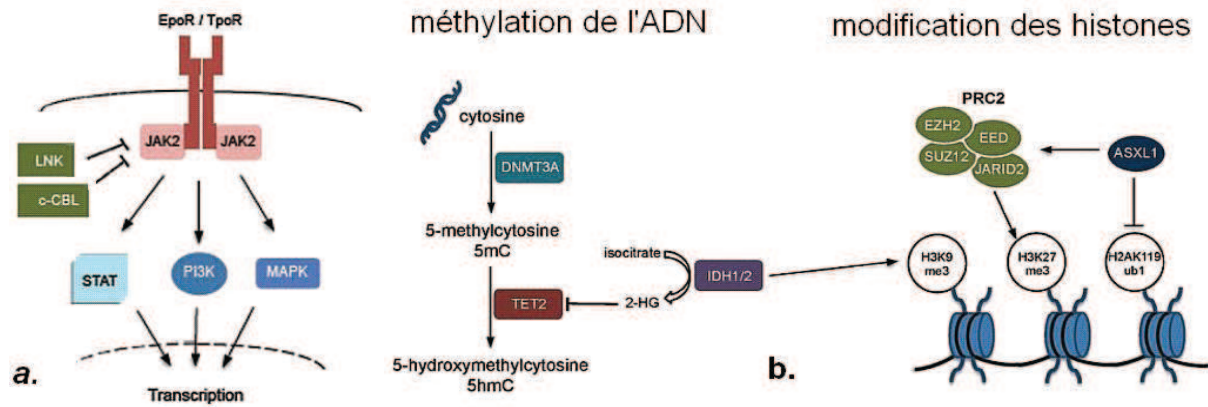 EpoR / TpoR
JAK2
JAK2
LNK
c-CBL
STAT
PI3K
MAPK
a.
Transcription
méthylation de l'ADN
cytosine
DNMT3A
5-methylcytosine
5mC
isocitrate
IDH1/2
TET2
2-HG
5-hydroxymethylcytosine
5hmC
b.
modification des histones
PRC2
EZH2
EED
SUZ12
JARID2
ASXL1
H3K9
me3
H3K27
me3
H2AK119
ub1